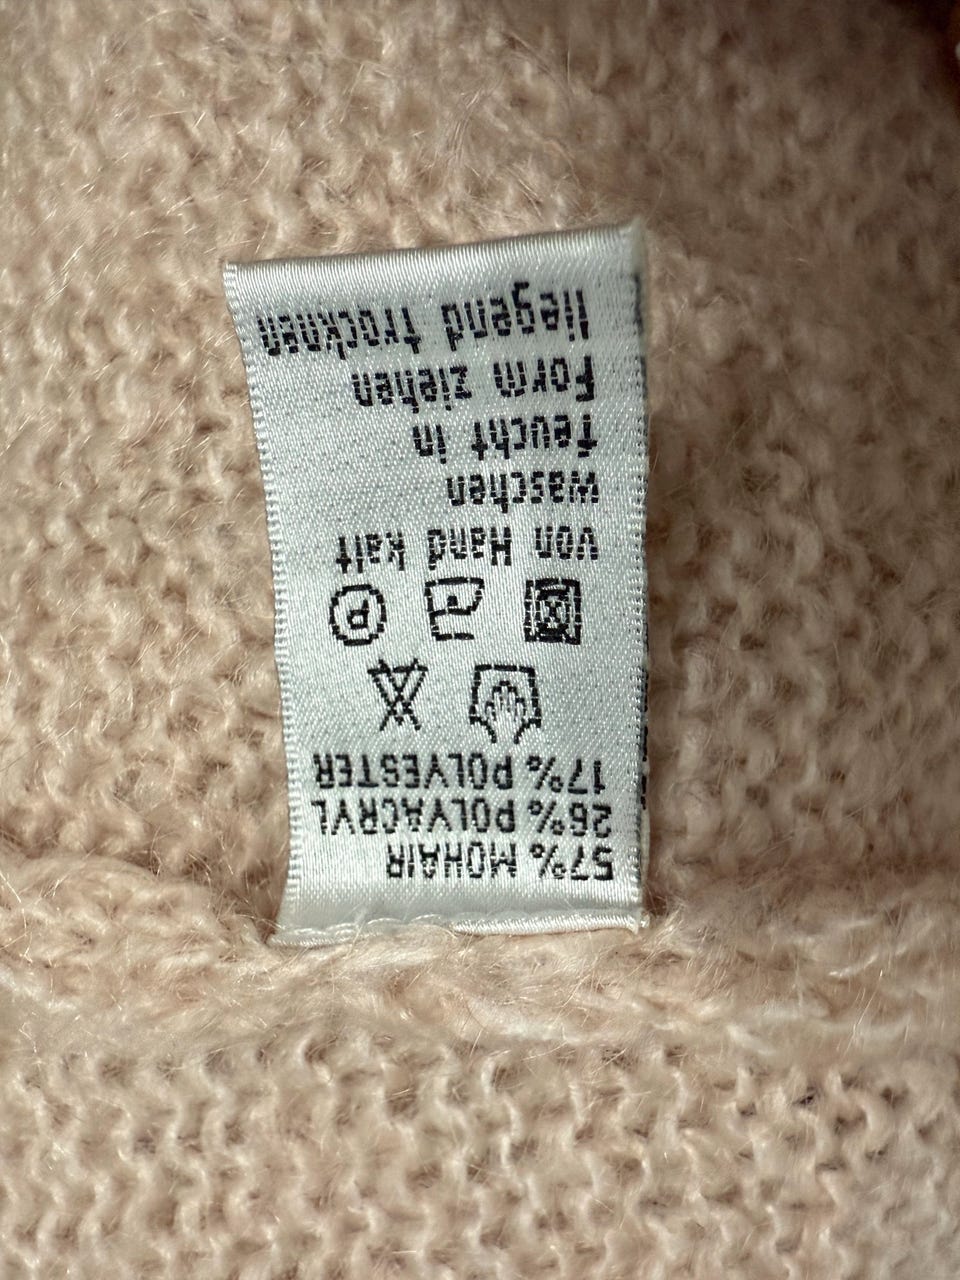 57% MOHAIR
26% POLYACRYL
17% POLYESTER
P
von Hand kalt
waschen
feucht in
Form ziehen
liegend trocknen